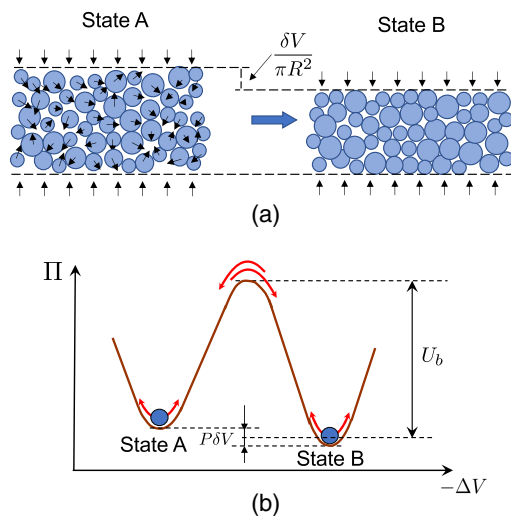 State A
State B
δV
πR²
(a)
Π
U_b
State A
PδV
State B
−ΔV
(b)